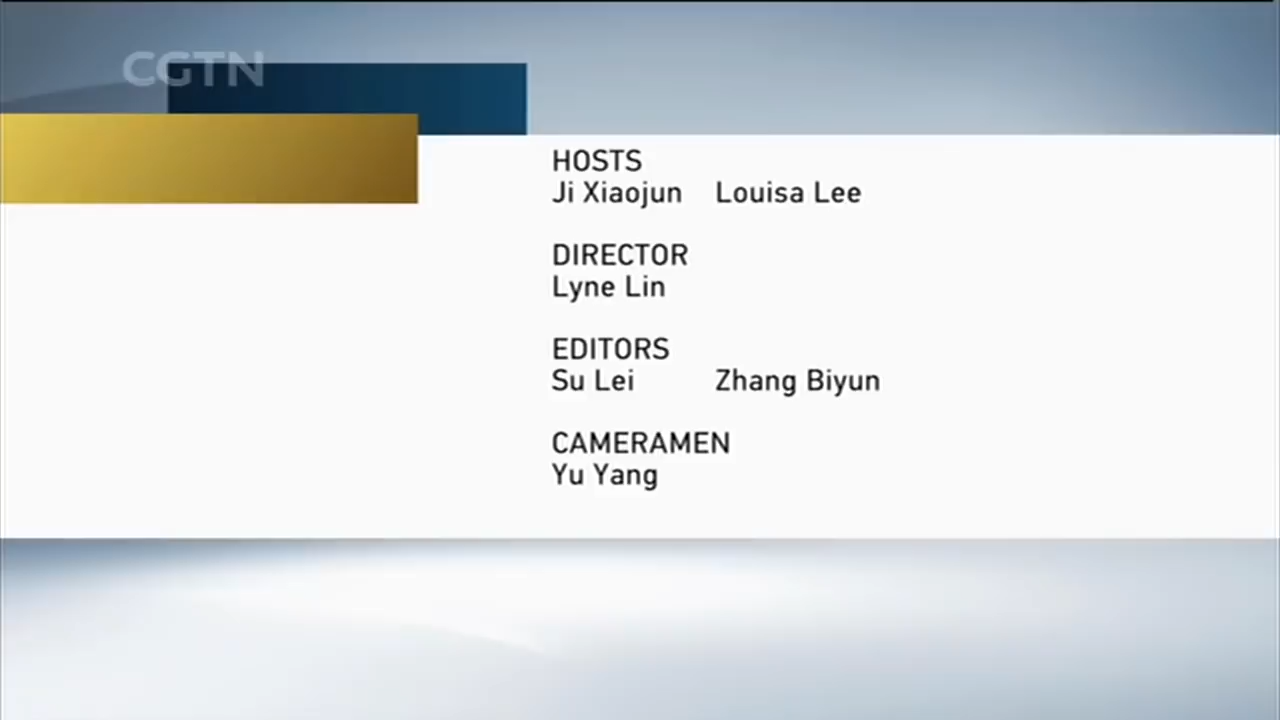 CGTN
HOSTS
Ji Xiaojun Louisa Lee
DIRECTOR
Lyne Lin
EDITORS
Su Lei Zhang Biyun
CAMERAMEN
Yu Yang